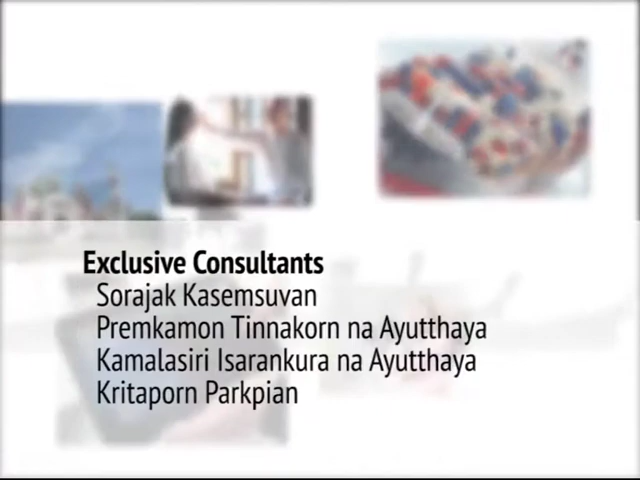 Exclusive Consultants
Sorajak Kasemsuvan
Premkamon Tinnakorn na Ayutthaya
Kamalasiri Isarankura na Ayutthaya
Kritaporn Parkpian